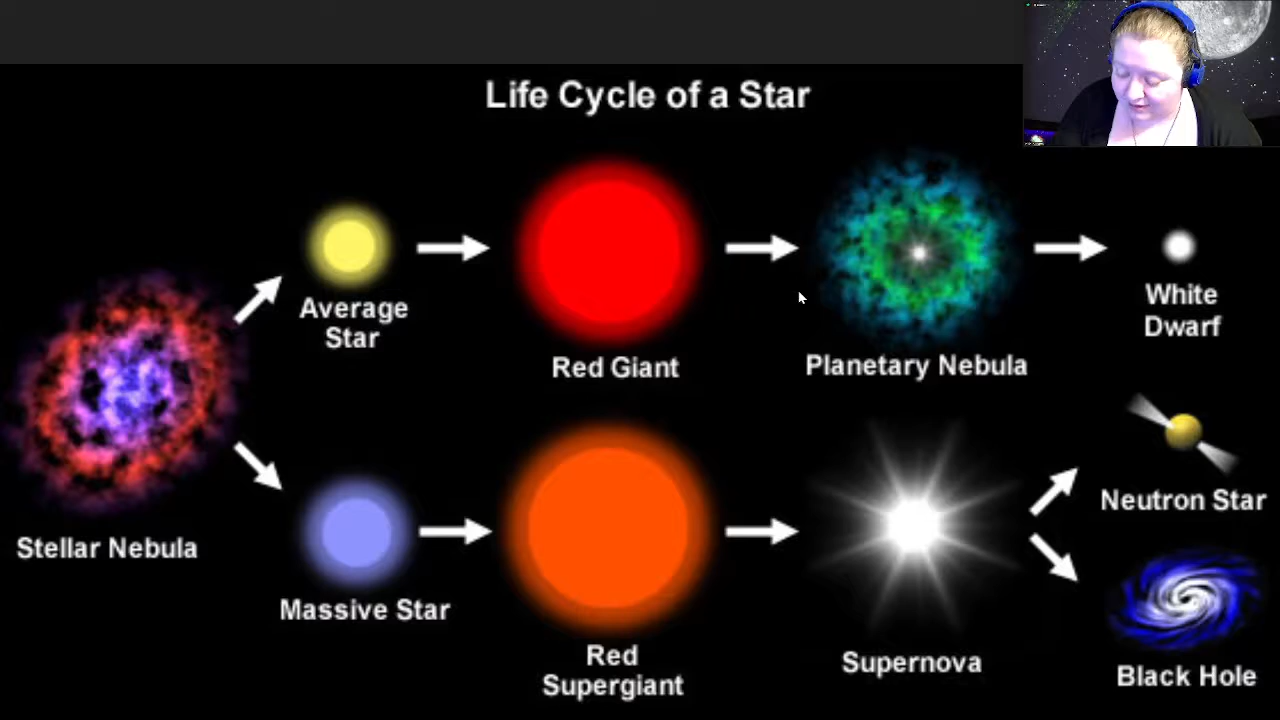 Life Cycle of a Star
Average
Star
Red Giant
Planetary Nebula
White
Dwarf
Stellar Nebula
Massive Star
Red
Supergiant
Supernova
Neutron Star
Black Hole